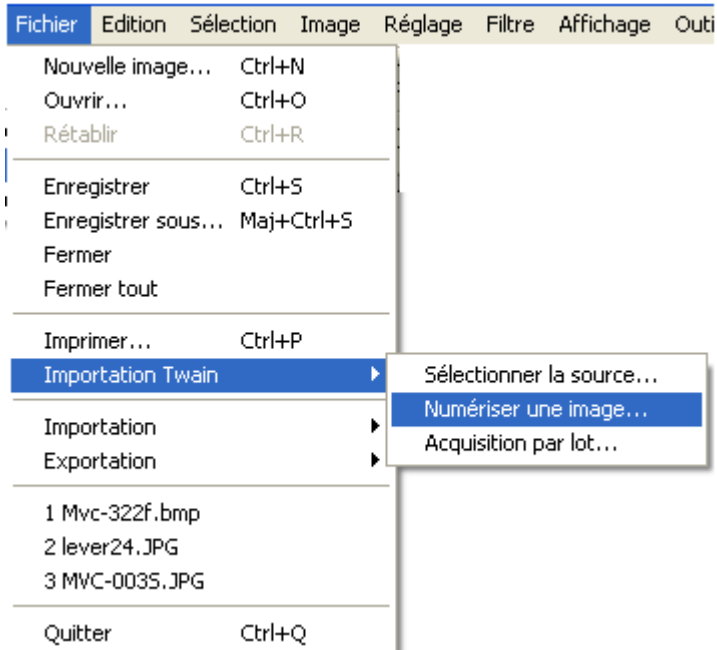 Fichier Edition Sélection Image Réglage Filtre Affichage Outi
Nouvelle image... Ctrl+N
Ouvrir... Ctrl+O
Rétablir Ctrl+R
Enregistrer Ctrl+S
Enregistrer sous... Maj+Ctrl+S
Fermer
Fermer tout
Imprimer... Ctrl+P
Importation Twain
Sélectionner la source...
Numériser une image...
Acquisition par lot...
Importation
Exportation
1 Mvc-322f.bmp
2 lever24.JPG
3 MVC-003S.JPG
Quitter Ctrl+Q